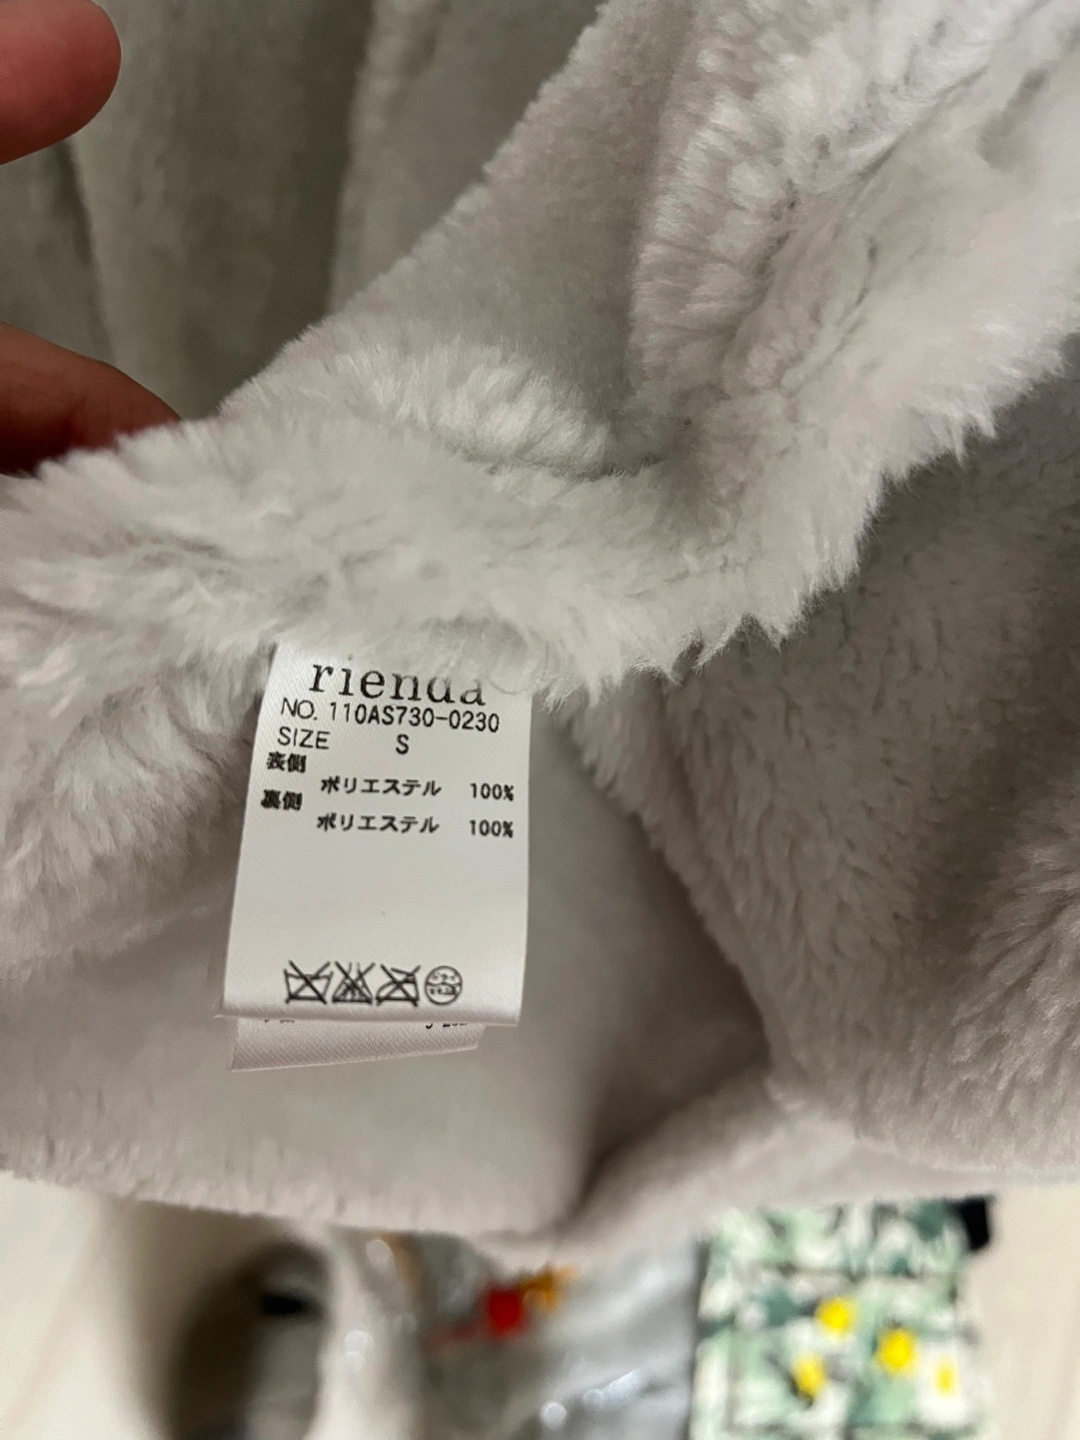 rienda
NO. 110AS730-0230
SIZE S
表側
ポリエステル 100%
裏側
ポリエステル 100%